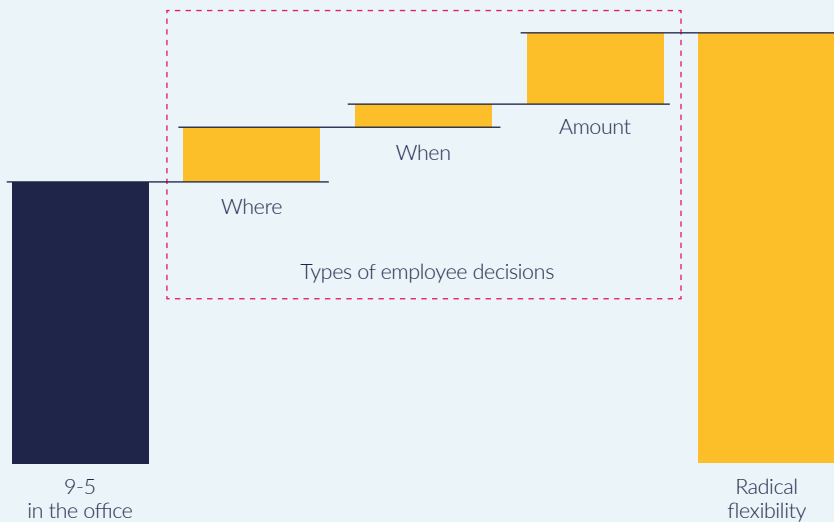 Where
When
Amount
Types of employee decisions
9-5
in the office
Radical
flexibility